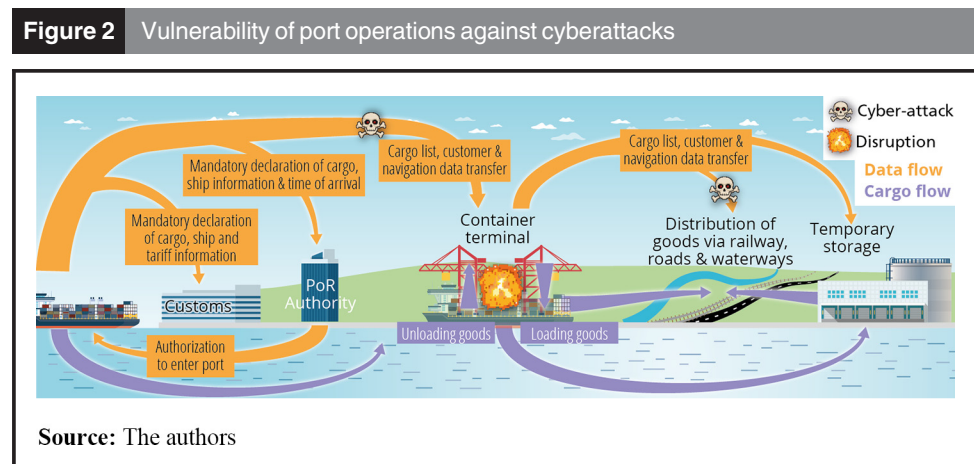 Figure 2 Vulnerability of port operations against cyberattacks
Cyber-attack
Disruption
Data flow
Cargo flow
Mandatory declaration of cargo,
ship information & time of arrival
Cargo list, customer &
navigation data transfer
Cargo list, customer &
navigation data transfer
Mandatory declaration
of cargo, ship and
tariff information
Container
terminal
Distribution of
goods via railway,
roads & waterways
Temporary
storage
Customs
PoR
Authority
Unloading goods
Loading goods
Authorization
to enter port
Source: The authors